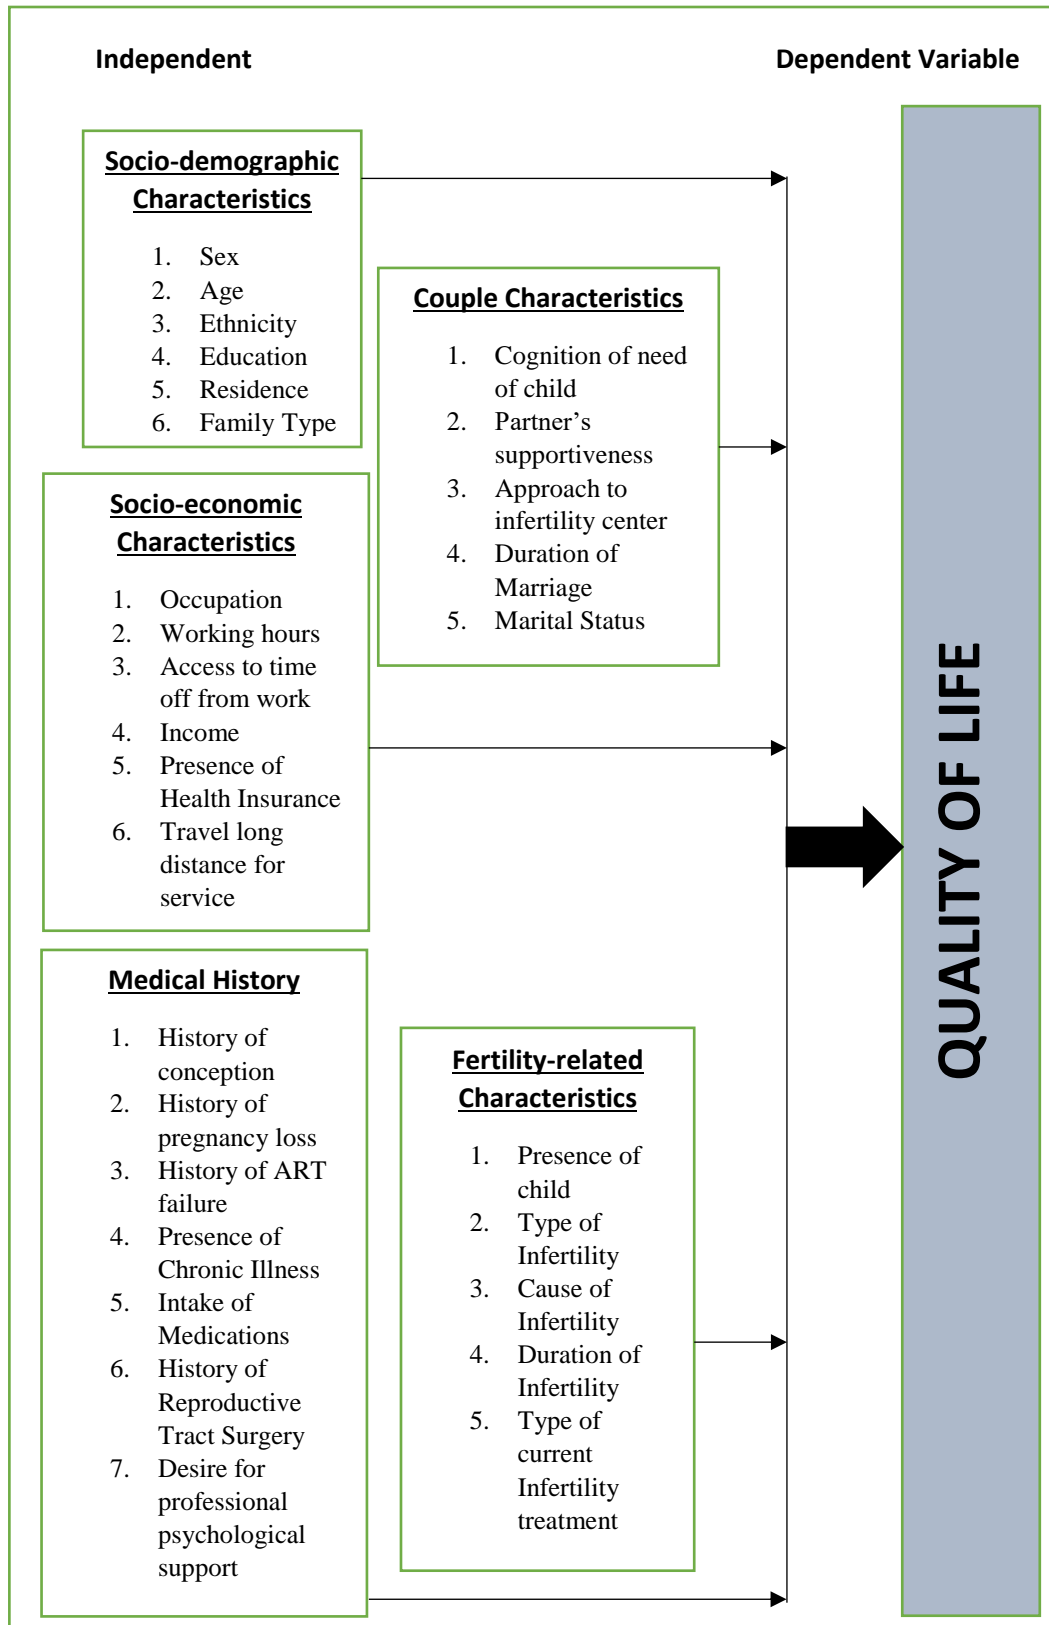 Independent
Dependent Variable
Socio-demographic
Characteristics
1. Sex
2. Age
3. Ethnicity
4. Education
5. Residence
6. Family Type
Couple Characteristics
1. Cognition of need
of child
2. Partner’s
supportiveness
3. Approach to
infertility center
4. Duration of
Marriage
5. Marital Status
Socio-economic
Characteristics
1. Occupation
2. Working hours
3. Access to time
off from work
4. Income
5. Presence of
Health Insurance
6. Travel long
distance for
service
Medical History
1. History of
conception
2. History of
pregnancy loss
3. History of ART
failure
4. Presence of
Chronic Illness
5. Intake of
Medications
6. History of
Reproductive
Tract Surgery
7. Desire for
professional
psychological
support
Fertility-related
Characteristics
1. Presence of
child
2. Type of
Infertility
3. Cause of
Infertility
4. Duration of
Infertility
5. Type of
current
Infertility
treatment
QUALITY OF LIFE